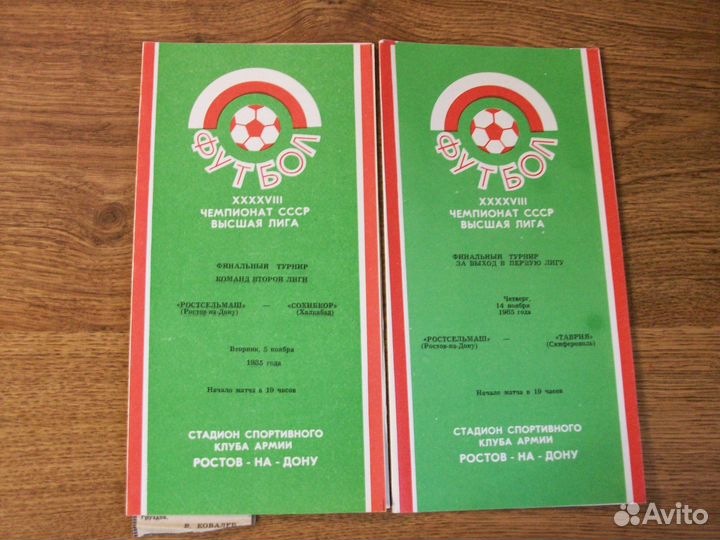 ФУТБОЛ
XXXXVIII
ЧЕМПИОНАТ СССР
ВЫСШАЯ ЛИГА
ФИНАЛЬНЫЙ ТУРНИР
КОМАНД ВТОРОЙ ЛИГИ
«РОСТСЕЛЬМАШ» — «СОХИБКОР»
(Ростов-на-Дону) (Халкабад)
Вторник, 5 ноября
1985 года
Начало матча в 19 часов
СТАДИОН СПОРТИВНОГО
КЛУБА АРМИИ
РОСТОВ - НА - ДОНУ
В. КОВАЛЕВ
ФУТБОЛ
XXXXVIII
ЧЕМПИОНАТ СССР
ВЫСШАЯ ЛИГА
ФИНАЛЬНЫЙ ТУРНИР
ЗА ВЫХОД В ПЕРВУЮ ЛИГУ
Четверг,
14 ноября
1985 года
«РОСТСЕЛЬМАШ» — «ТАВРИЯ»
(Ростов-на-Дону) (Симферополь)
Начало матча в 19 часов
СТАДИОН СПОРТИВНОГО
КЛУБА АРМИИ
РОСТОВ - НА - ДОНУ
Avito